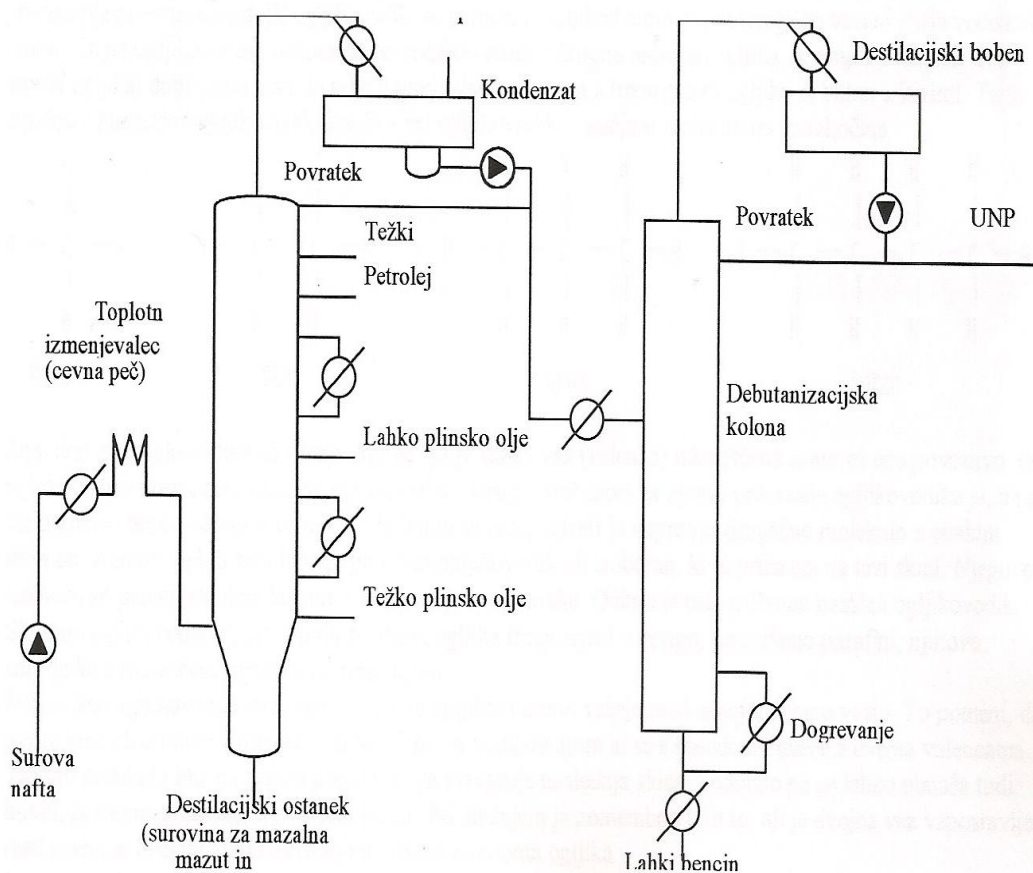 Destilacijski boben
Kondenzat
Povratek
Povratek
UNP
Težki
Petrolej
Toplotn
izmenjevalec
(cevna peč)
Debutanizacijska
kolona
Lahko plinsko olje
Težko plinsko olje
Dogrevanje
Surova
nafta
Destilacijski ostanek
(surovina za mazalna
mazut in
Lahki bencin